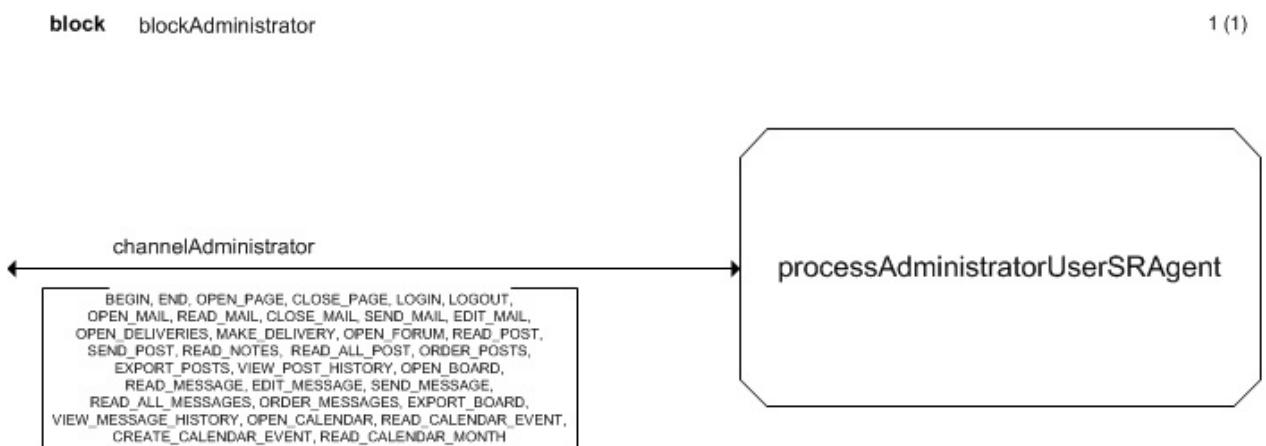 block blockAdministrator 1 (1)
channelAdministrator
processAdministratorUserSRAgent
BEGIN, END, OPEN_PAGE, CLOSE_PAGE, LOGIN, LOGOUT,
OPEN_MAIL, READ_MAIL, CLOSE_MAIL, SEND_MAIL, EDIT_MAIL,
OPEN_DELIVERIES, MAKE_DELIVERY, OPEN_FORUM, READ_POST,
SEND_POST, READ_NOTES, READ_ALL_POST, ORDER_POSTS,
EXPORT_POSTS, VIEW_POST_HISTORY, OPEN_BOARD,
READ_MESSAGE, EDIT_MESSAGE, SEND_MESSAGE,
READ_ALL_MESSAGES, ORDER_MESSAGES, EXPORT_BOARD,
VIEW_MESSAGE_HISTORY, OPEN_CALENDAR, READ_CALENDAR_EVENT,
CREATE_CALENDAR_EVENT, READ_CALENDAR_MONTH